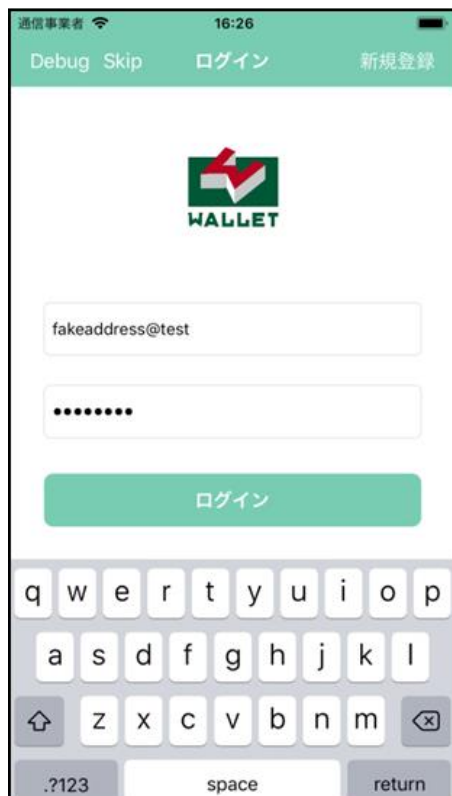 通信事業者 16:26
Debug Skip ログイン 新規登録
WALLET
fakeaddress@test
••••••••
ログイン
q w e r t y u i o p
a s d f g h j k l
z x c v b n m
.?123 space return